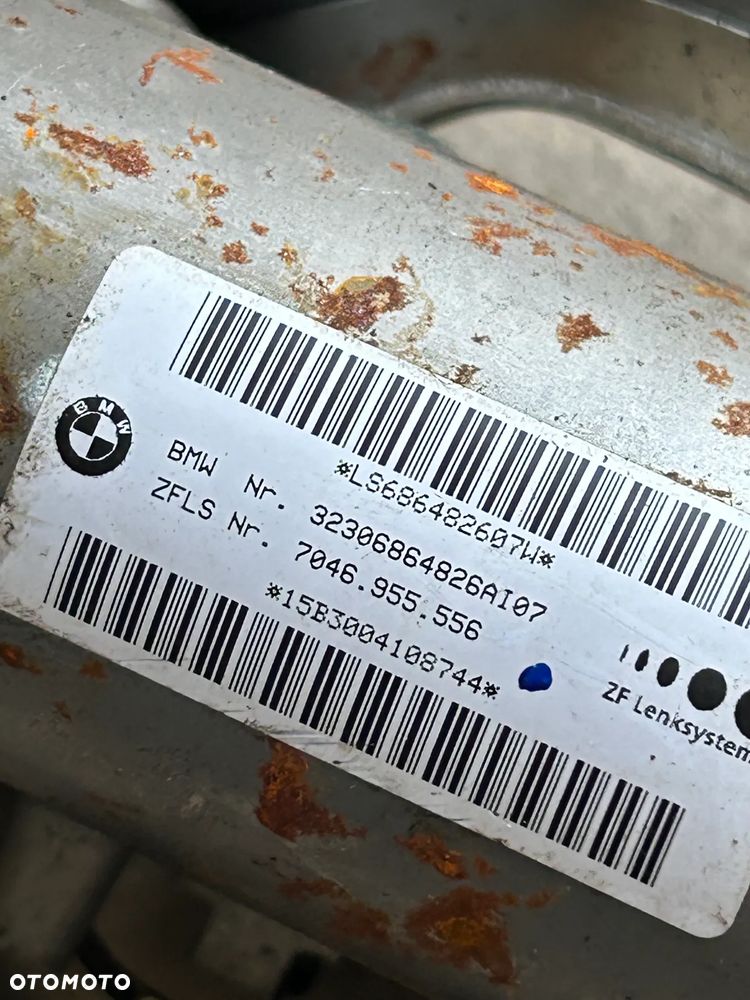 *LS686482607W*
BMW
BMW Nr. 32306864826AI07
ZFLS Nr. 7046.955.556
*15B3004108744*
ZF Lenksystem
OTOMOTO